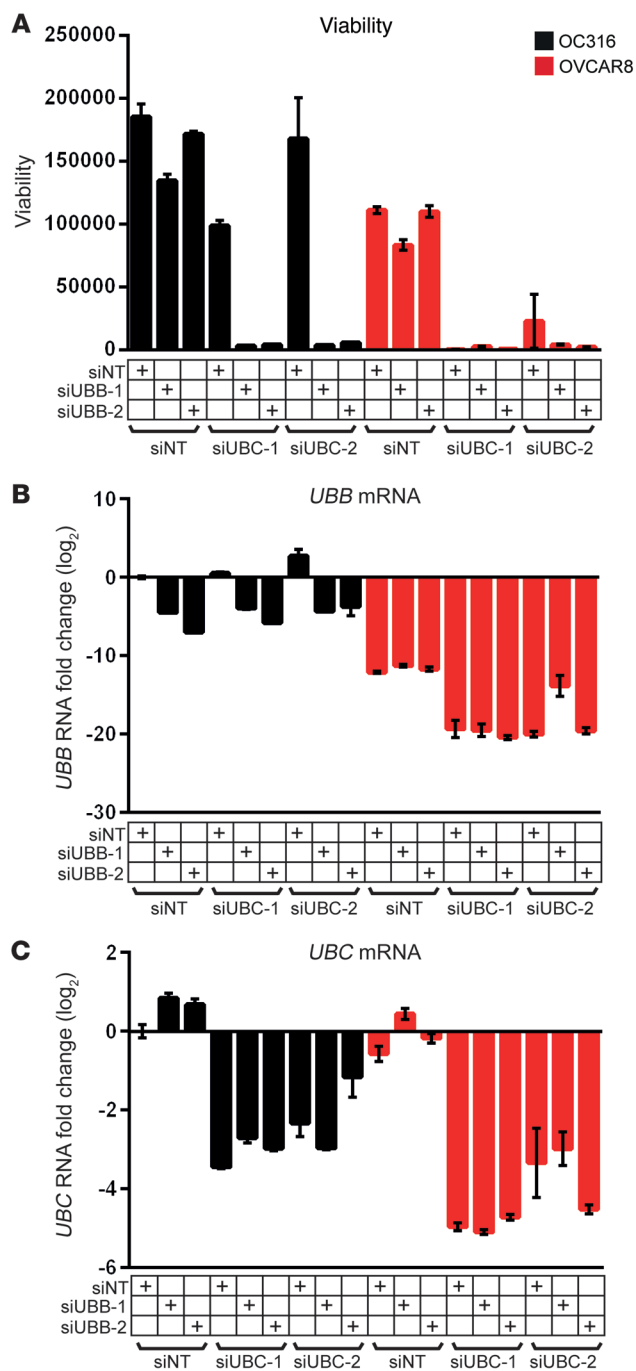 A
Viability
OC316
OVCAR8
Viability
250000
200000
150000
100000
50000
0
siNT + + + +
siUBB-1 + + + + + +
siUBB-2 + + + + + +
siNT siUBC-1 siUBC-2 siNT siUBC-1 siUBC-2
B
UBB mRNA
UBB RNA fold change (log2)
10
0
-10
-20
-30
siNT + + + + + +
siUBB-1 + + + + + +
siUBB-2 + + + + + +
siNT siUBC-1 siUBC-2 siNT siUBC-1 siUBC-2
C
UBC mRNA
UBC RNA fold change (log2)
2
0
-2
-4
-6
siNT + + + + + +
siUBB-1 + + + + + +
siUBB-2 + + + + + +
siNT siUBC-1 siUBC-2 siNT siUBC-1 siUBC-2